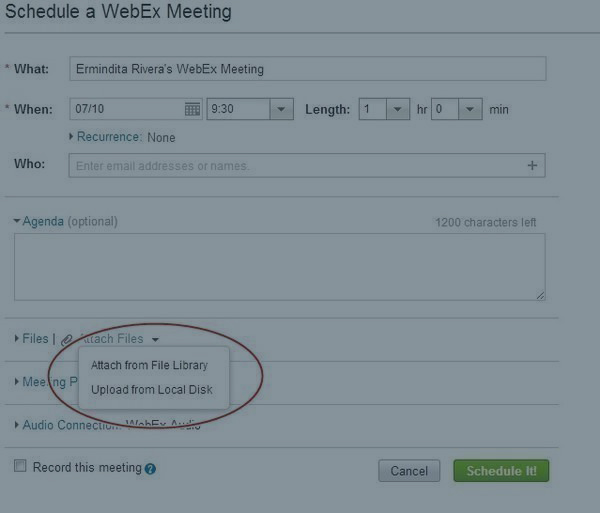 Schedule a WebEx Meeting
* What: Ermindita Rivera's WebEx Meeting
* When: 07/10 9:30 Length: 1 hr 0 min
Recurrence: None
Who: Enter email addresses or names. +
Agenda (optional) 1200 characters left
Files | Attach Files
Attach from File Library
Upload from Local Disk
Meeting P
Audio Connection: WebEx Audio
Record this meeting ?
Cancel Schedule It!